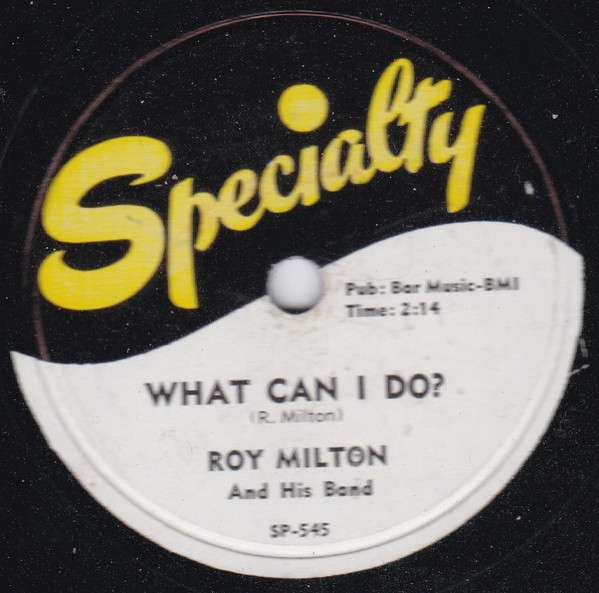 Specialty
Pub: Bar Music-BMI
Time: 2:14
WHAT CAN I DO?
(R. Milton)
ROY MILTON
And His Band
SP-545